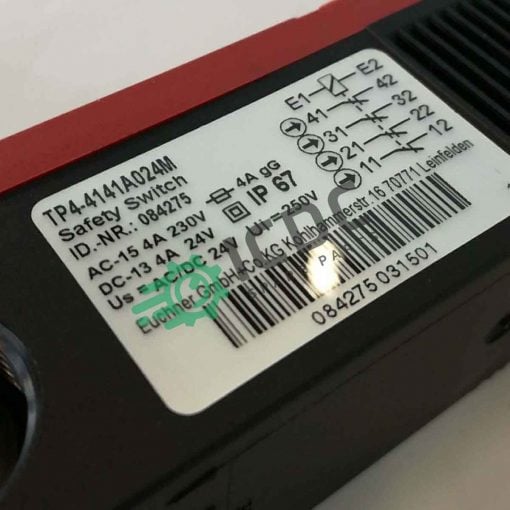 TP4-4141A024M
Safety Switch
ID.-NR.: 084275
AC-15 4A 230V
DC-13 4A 24V
Us = AC/DC 24V Ui = 250V
Euchner GmbH+Co.KG Kohlhammerstr.16 70771 Leinfelden
4A gG
IP 67
E1 E2
41 42
31 32
21 22
11 12
ICDC
084275031501